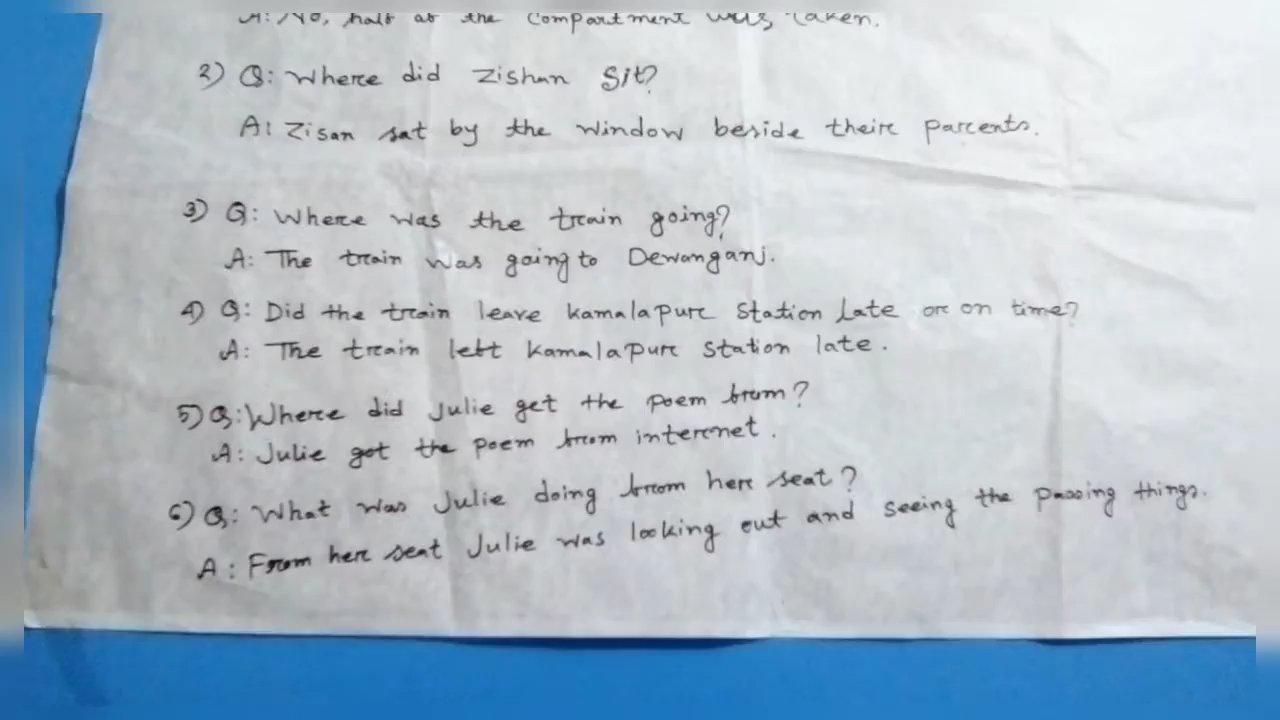 A: No, half of the compartment was taken.
2) Q: Where did Zishan Sit?
A: Zisan sat by the window beside their parents.
3) Q: Where was the train going?
A: The train was going to Dewanganj.
4) Q: Did the train leave Kamalapur Station late or on time?
A: The train left Kamalapur station late.
5) Q: Where did Julie get the poem from?
A: Julie got the poem from internet.
6) Q: What was Julie doing from her seat?
A: From her seat Julie was looking out and seeing the passing things.